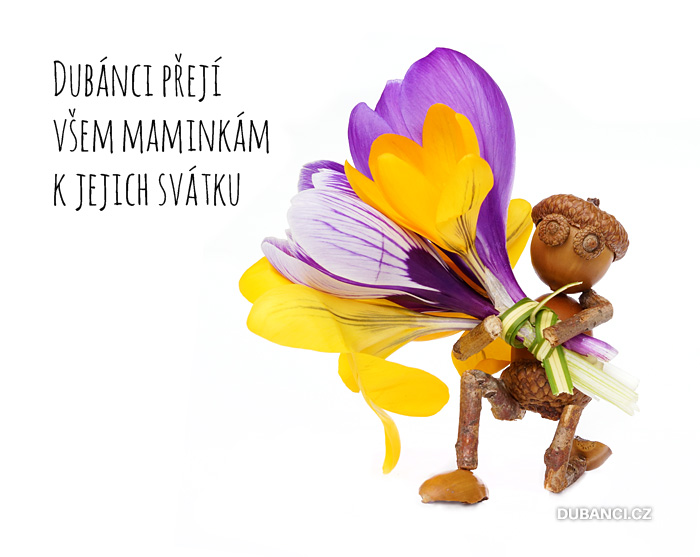 Dubánci přejí
všem maminkám
k jejich svátku
DUBANCI.CZ